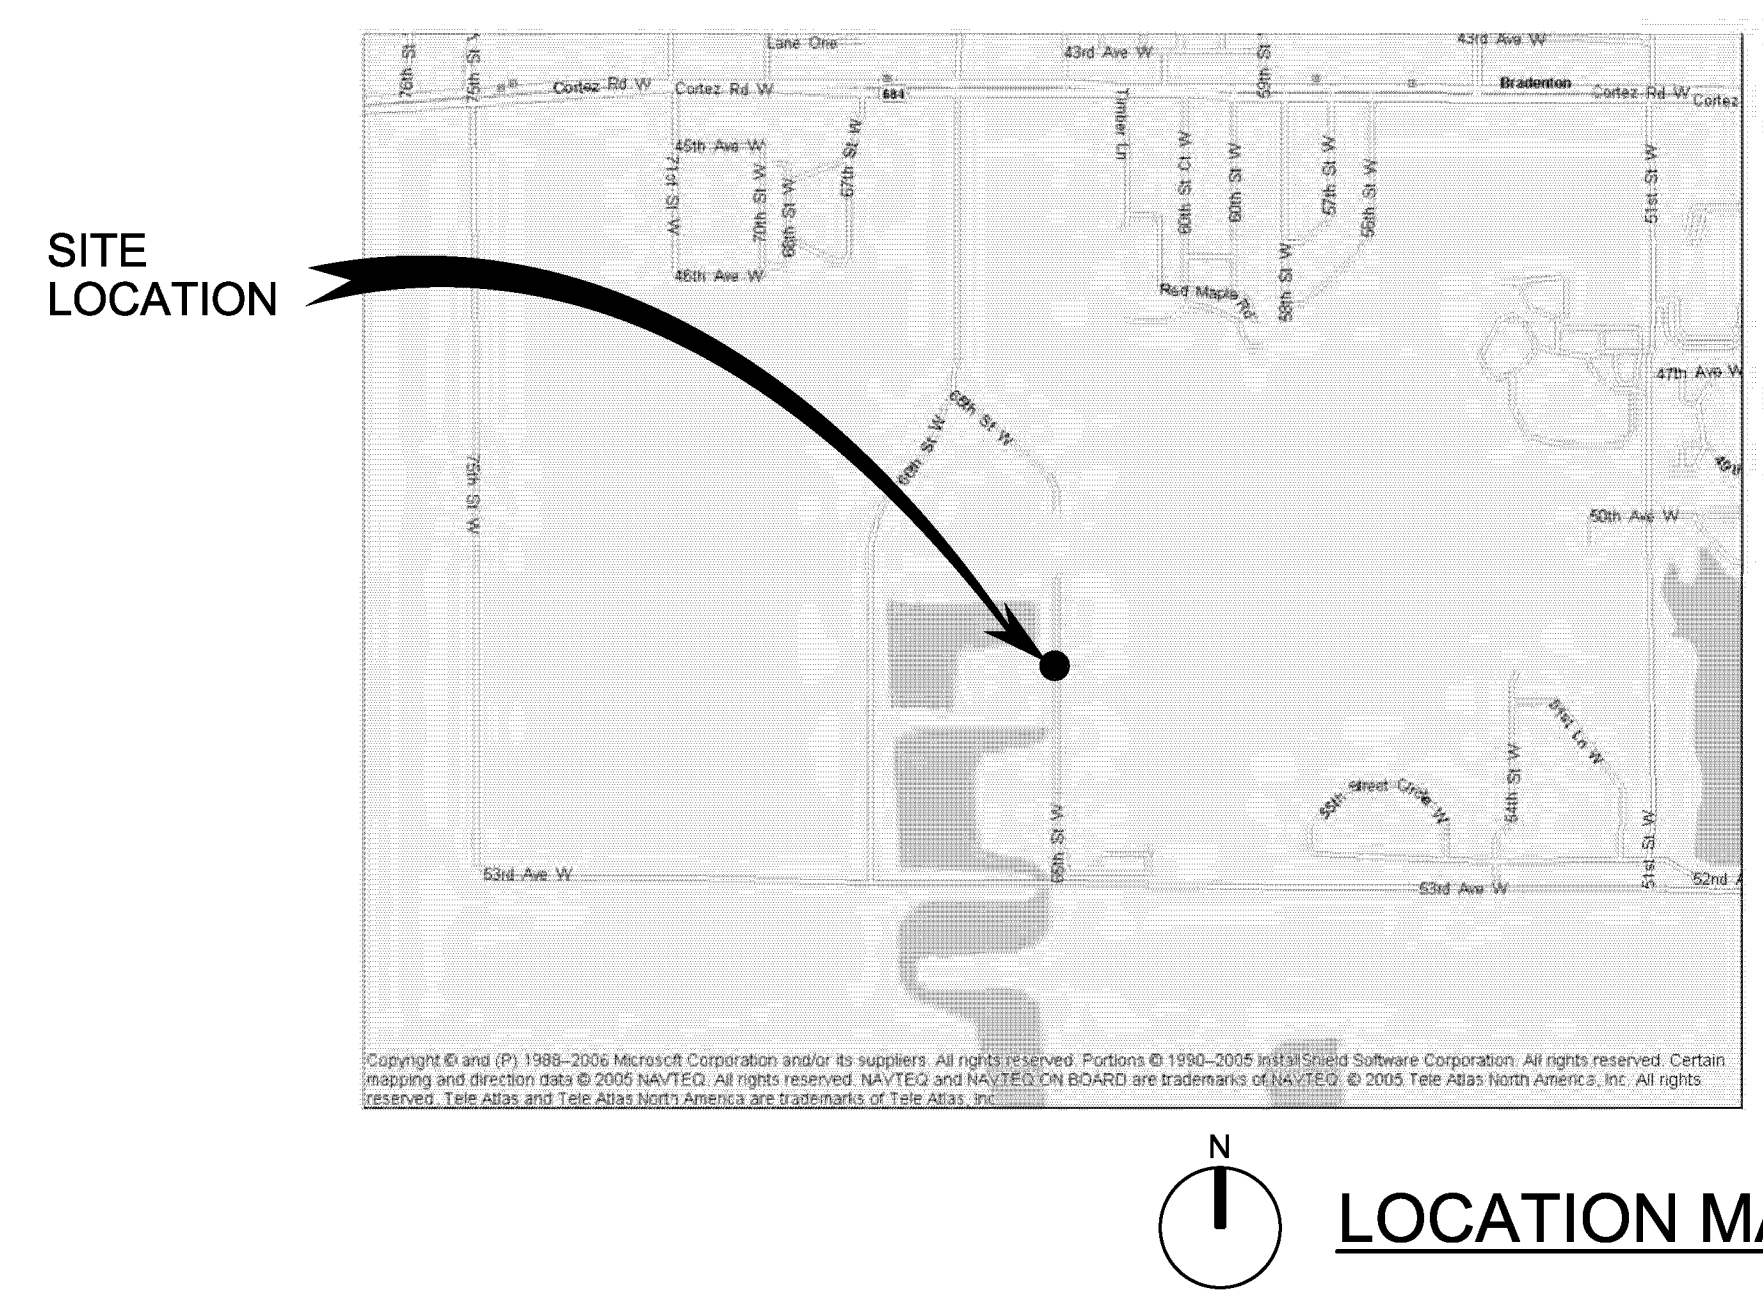 Lane One
43rd Ave W
43rd Ave W
76th St
75th St W
59th St
Cortez Rd W
Cortez Rd W
684
Bradenton
Cortez Rd W
Cortez
Timber Ln
45th Ave W
71st St W
70th St W
68th St W
67th St W
60th St Ct W
60th St W
57th St W
56th St W
51st St W
SITE
LOCATION
46th Ave W
58th St W
Red Maple Rd
47th Ave W
66th St W
65th St W
75th St W
49th
50th Ave W
51st Ln W
54th St W
55th Street Circle W
65th St W
51st St W
53rd Ave W
53rd Ave W
52nd A
Copyright © and (P) 1988–2006 Microsoft Corporation and/or its suppliers. All rights reserved. Portions © 1990–2005 InstallShield Software Corporation. All rights reserved. Certain
mapping and direction data © 2005 NAVTEQ. All rights reserved. NAVTEQ and NAVTEQ ON BOARD are trademarks of NAVTEQ. © 2005 Tele Atlas North America, Inc. All rights
reserved. Tele Atlas and Tele Atlas North America are trademarks of Tele Atlas, Inc.
N
LOCATION MA